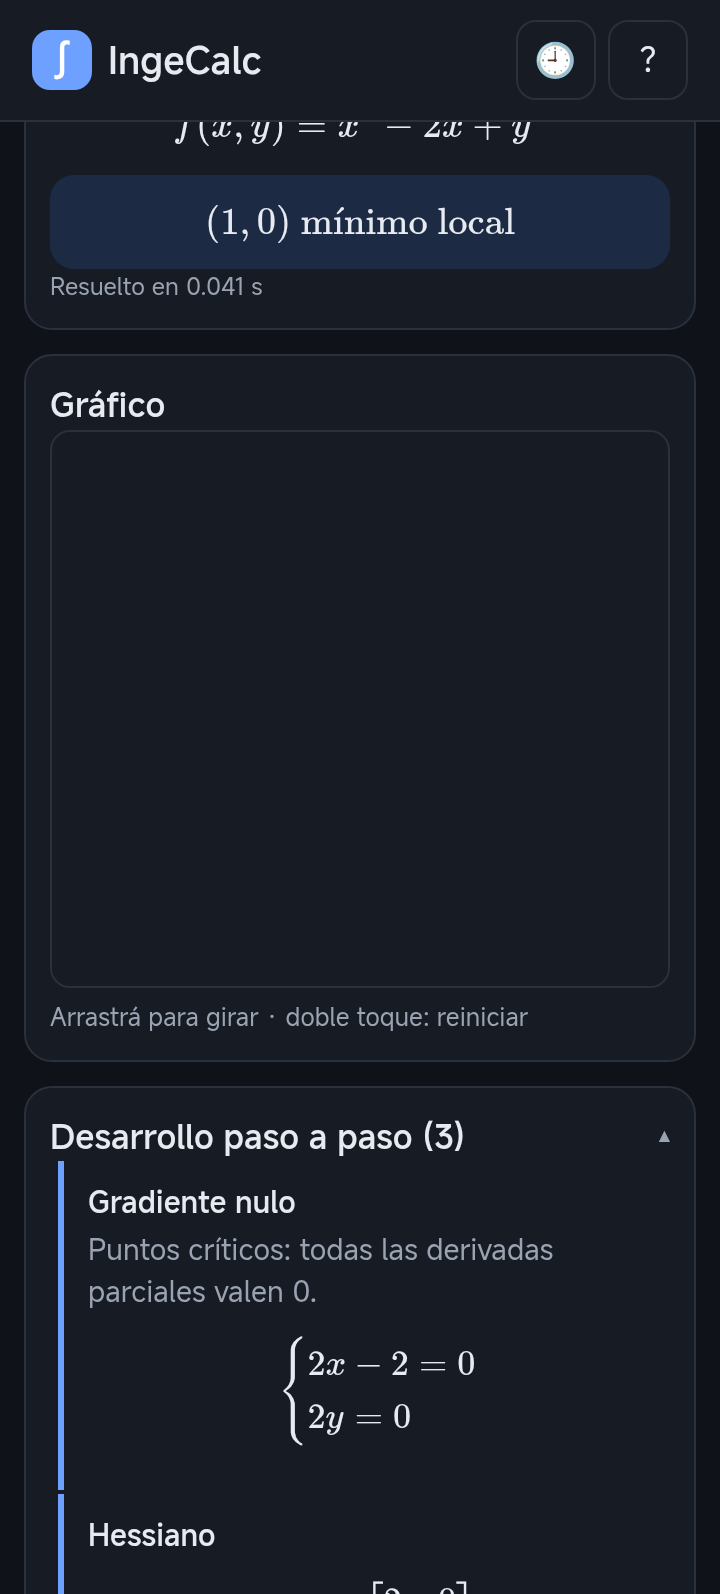 ∫ IngeCalc ?
f(x, y) = x − 2x + y
(1, 0) mínimo local
Resuelto en 0.041 s
Gráfico
Arrastrá para girar · doble toque: reiniciar
Desarrollo paso a paso (3) ▲
Gradiente nulo
Puntos críticos: todas las derivadas
parciales valen 0.
2x − 2 = 0
2y = 0
Hessiano